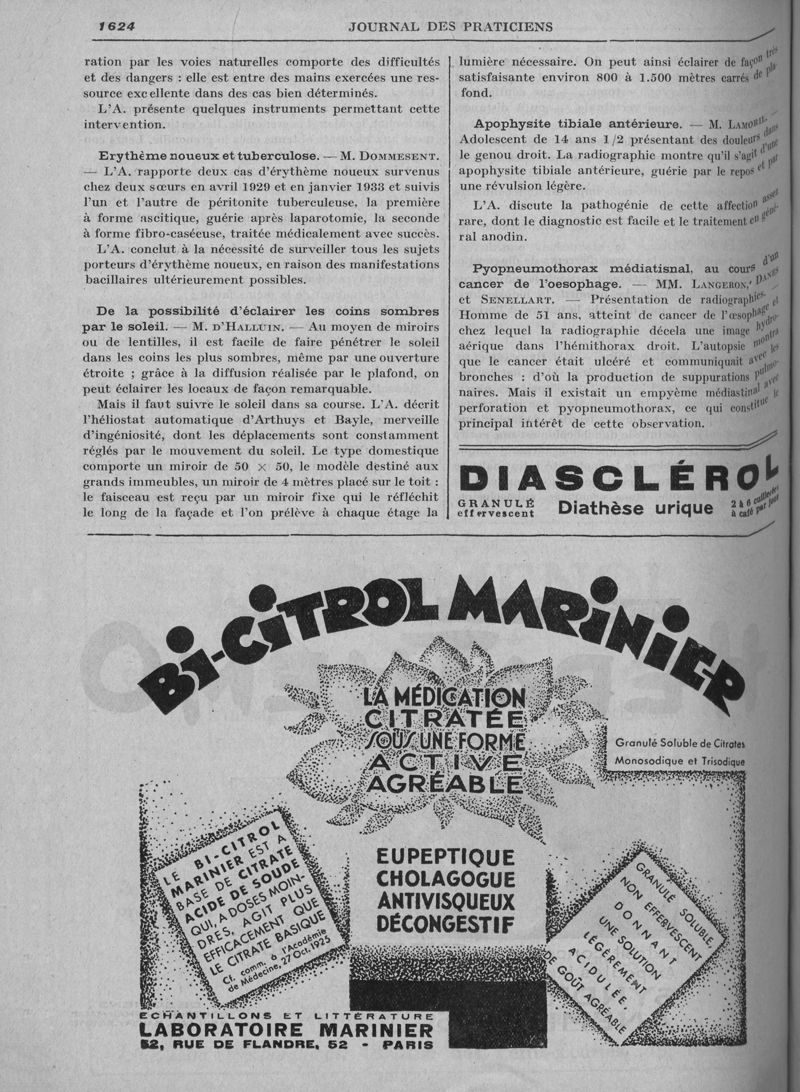 1624
JOURNAL DES PRATICIENS
ration par les voies naturelles comporte des difficultés
et des dangers : elle est entre des mains exercées une res-
source excellente dans des cas bien déterminés.
L'A. présente quelques instruments permettant cette
intervention.
Erythème noueux et tuberculose. — M. DOMMESENT.
— L'A. rapporte deux cas d'érythème noueux survenus
chez deux sœurs en avril 1929 et en janvier 1933 et suivis
l'un et l'autre de péritonite tuberculeuse, la première
à forme ascitique, guérie après laparotomie, la seconde
à forme fibro-caséeuse, traitée médicalement avec succès.
L'A. conclut à la nécessité de surveiller tous les sujets
porteurs d'érythème noueux, en raison des manifestations
bacillaires ultérieurement possibles.
De la possibilité d'éclairer les coins sombres
par le soleil. — M. D'HALLUIN. — Au moyen de miroirs
ou de lentilles, il est facile de faire pénétrer le soleil
dans les coins les plus sombres, même par une ouverture
étroite ; grâce à la diffusion réalisée par le plafond, on
peut éclairer les locaux de façon remarquable.
Mais il faut suivre le soleil dans sa course. L'A. décrit
l'héliostat automatique d'Arthuys et Bayle, merveille
d'ingéniosité, dont les déplacements sont constamment
réglés par le mouvement du soleil. Le type domestique
comporte un miroir de 50 × 50, le modèle destiné aux
grands immeubles, un miroir de 4 mètres placé sur le toit :
le faisceau est reçu par un miroir fixe qui le réfléchit
le long de la façade et l'on prélève à chaque étage la
lumière nécessaire. On peut ainsi éclairer de façon très
satisfaisante environ 800 à 1.500 mètres carrés de pla-
fond.
Apophysite tibiale antérieure. — M.
Adolescent de 14 ans 1/2 présentant des douleurs dans
le genou droit. La radiographie montre qu'il s'agit d'une
apophysite tibiale antérieure, guérie par le repos et par
une révulsion légère.
L'A. discute la pathogénie de cette affection assez
rare, dont le diagnostic est facile et le traitement en géné-
ral anodin.
Pyopneumothorax médiatisnal, au cours d'un
cancer de l'oesophage. — MM. LANGERON, DANES
et SENELLART. — Présentation de radiographies.
Homme de 51 ans, atteint de cancer de l'œsophage et
chez lequel la radiographie décela une image hydro-
aérique dans l'hémithorax droit. L'autopsie montra
que le cancer était ulcéré et communiquait avec les
bronches : d'où la production de suppurations pulmo-
naires. Mais il existait un empyème médiastinal avec
perforation et pyopneumothorax, ce qui constitue le
principal intérêt de cette observation.
DIASCLÉROL
GRANULÉ
effervescent
Diathèse urique
2 à 6 cuillerées
à café par jour
BI-CITROL MARINIER
LA MÉDICATION
CITRATÉE
SOUS UNE FORME
ACTIVE
AGRÉABLE
Granulé Soluble de Citrates
Monosodique et Trisodique
LE BI-CITROL
MARINIER EST A
BASE DE CITRATE
ACIDE DE SOUDE
QUI, A DOSES MOIN-
DRES, AGIT PLUS
EFFICACEMENT QUE
LE CITRATE BASIQUE
Cf. comm. à l'Académie
de Médecine, 27 Oct. 1925
EUPEPTIQUE
CHOLAGOGUE
ANTIVISQUEUX
DÉCONGESTIF
GRANULÉ SOLUBLE,
NON EFFERVESCENT
DONNANT
UNE SOLUTION
LÉGÈREMENT
ACIDULÉE
DE GOUT AGRÉABLE
ECHANTILLONS ET LITTÉRATURE
LABORATOIRE MARINIER
52, RUE DE FLANDRE, 52 - PARIS